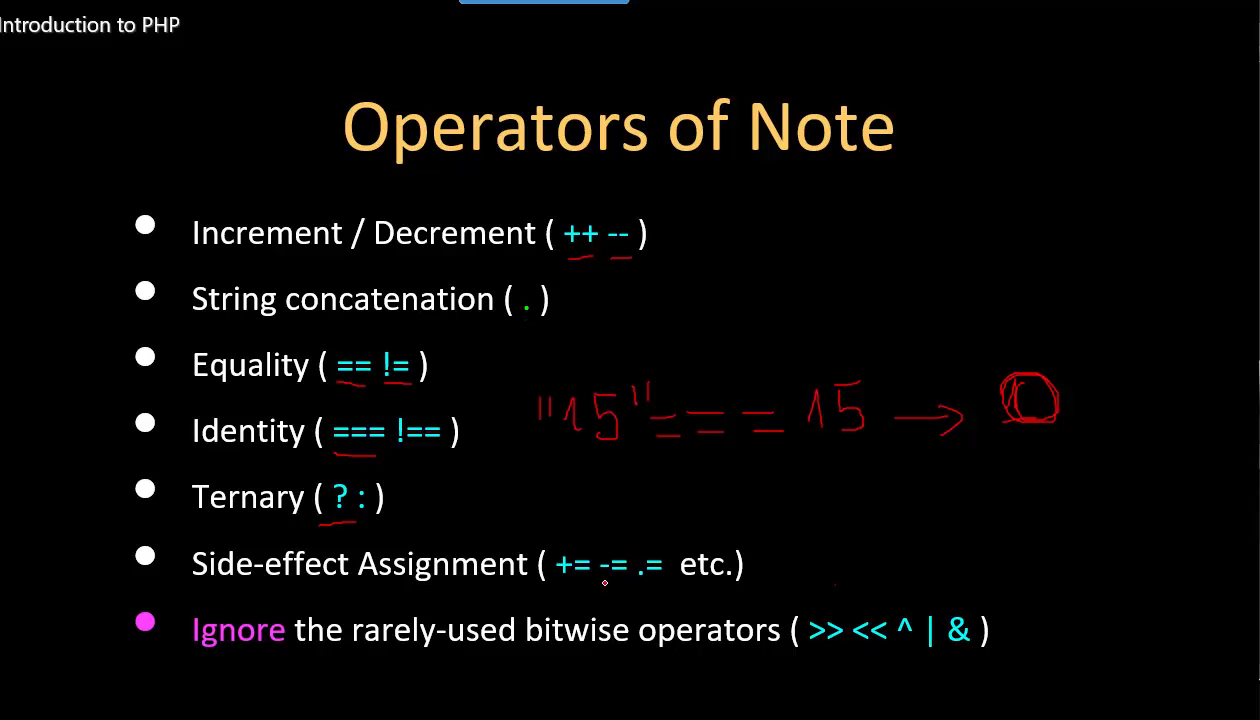 Introduction to PHP
Operators of Note
Increment / Decrement ( ++ -- )
String concatenation ( . )
Equality ( == != )
Identity ( === !== )
"15" === 15 →
Ternary ( ? : )
Side-effect Assignment ( += -= .= etc.)
Ignore the rarely-used bitwise operators ( >> << ^ | & )